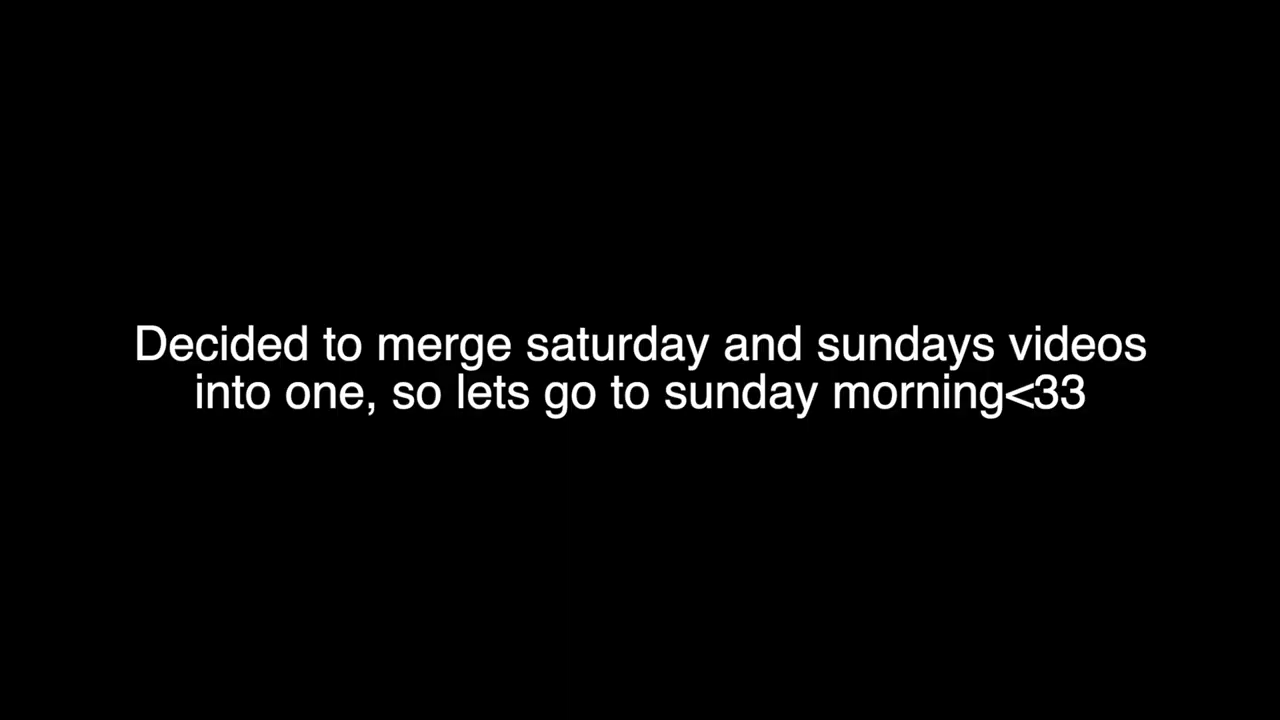 Decided to merge saturday and sundays videos
into one, so lets go to sunday morning<33